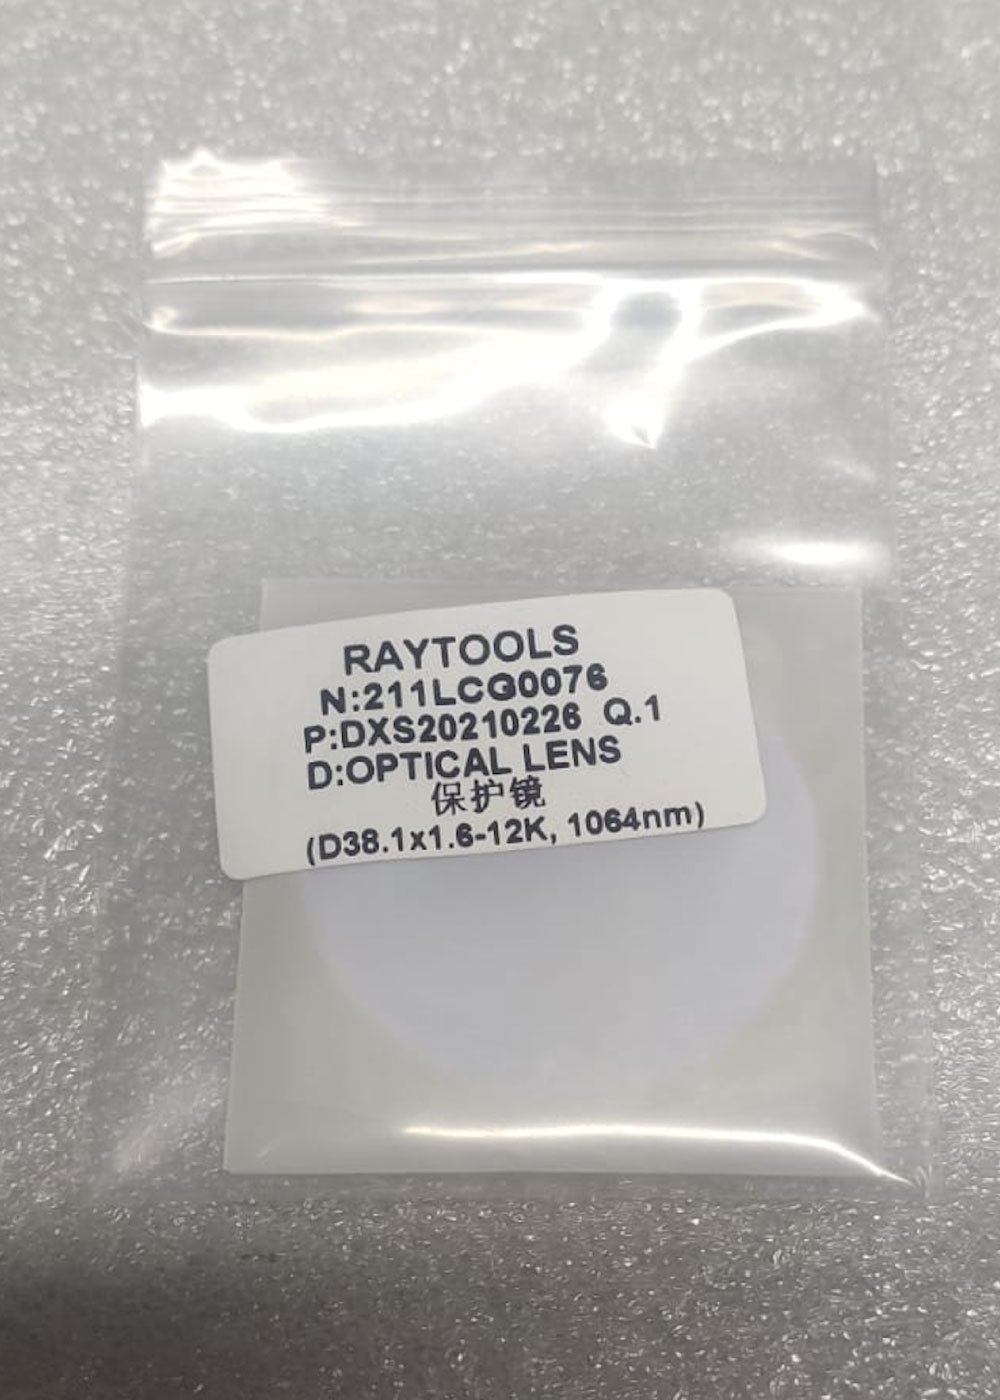 RAYTOOLS
N:211LCG0076
P:DXS20210226 Q.1
D:OPTICAL LENS
保护镜
(D38.1x1.6-12K, 1064nm)